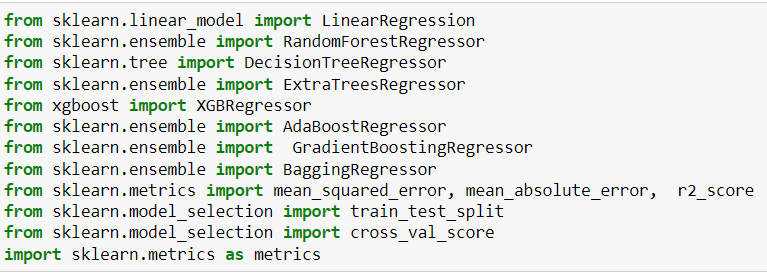 from sklearn.linear_model import LinearRegression
from sklearn.ensemble import RandomForestRegressor
from sklearn.tree import DecisionTreeRegressor
from sklearn.ensemble import ExtraTreesRegressor
from xgboost import XGBRegressor
from sklearn.ensemble import AdaBoostRegressor
from sklearn.ensemble import  GradientBoostingRegressor
from sklearn.ensemble import BaggingRegressor
from sklearn.metrics import mean_squared_error, mean_absolute_error,  r2_score
from sklearn.model_selection import train_test_split
from sklearn.model_selection import cross_val_score
import sklearn.metrics as metrics